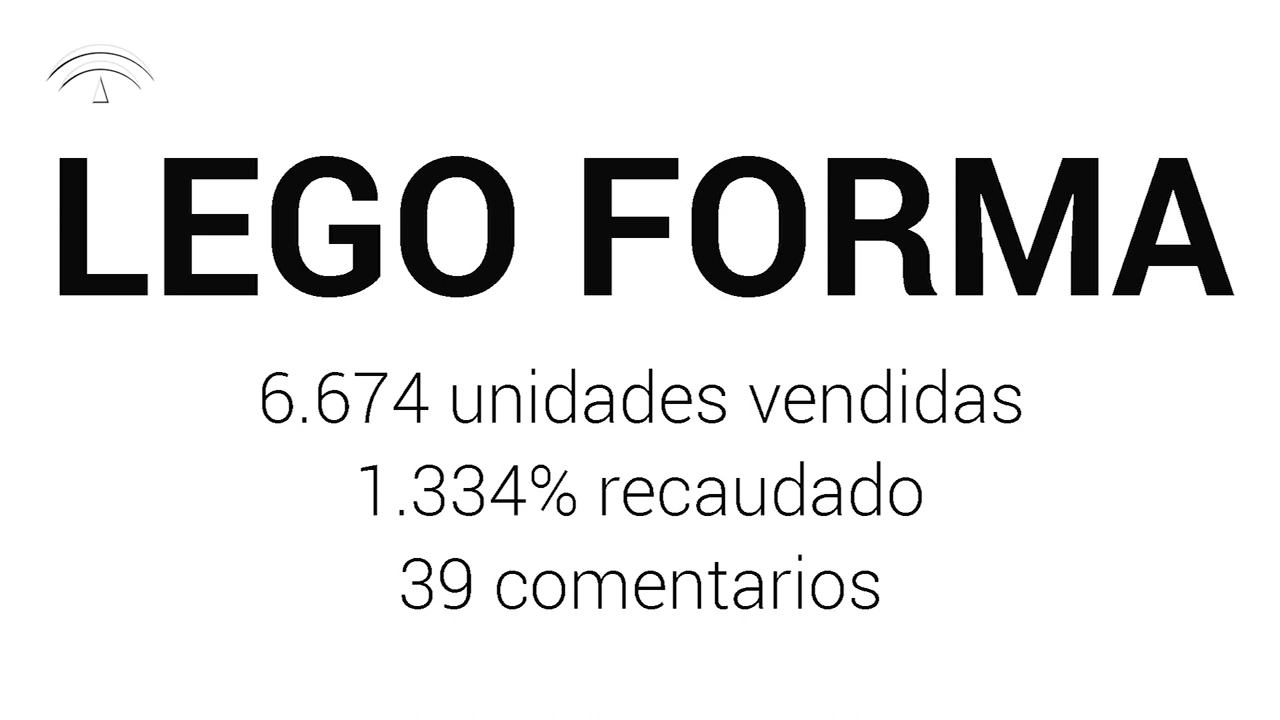 LEGO FORMA
6.674 unidades vendidas
1.334% recaudado
39 comentarios